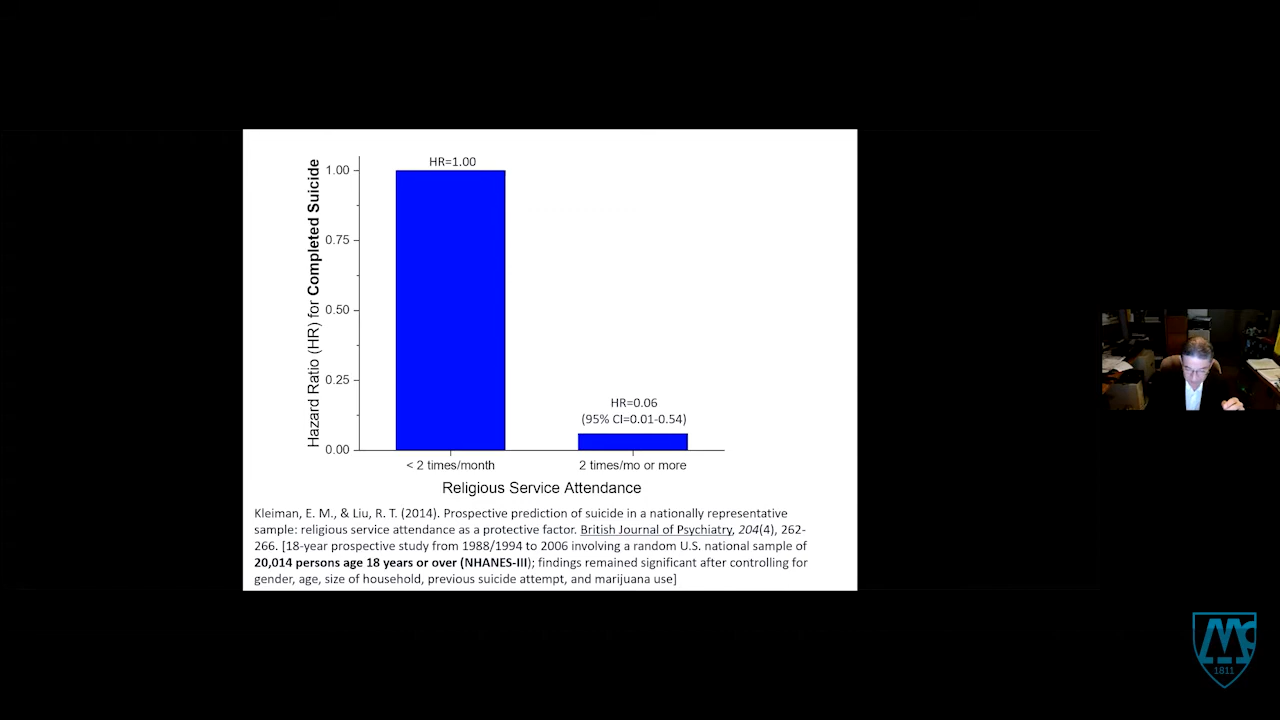 HR=1.00
Hazard Ratio (HR) for Completed Suicide
1.00
0.75
0.50
0.25
0.00
HR=0.06
(95% CI=0.01-0.54)
< 2 times/month
2 times/mo or more
Religious Service Attendance
Kleiman, E. M., & Liu, R. T. (2014). Prospective prediction of suicide in a nationally representative
sample: religious service attendance as a protective factor. British Journal of Psychiatry, 204(4), 262-
266. [18-year prospective study from 1988/1994 to 2006 involving a random U.S. national sample of
20,014 persons age 18 years or over (NHANES-III); findings remained significant after controlling for
gender, age, size of household, previous suicide attempt, and marijuana use]
1811